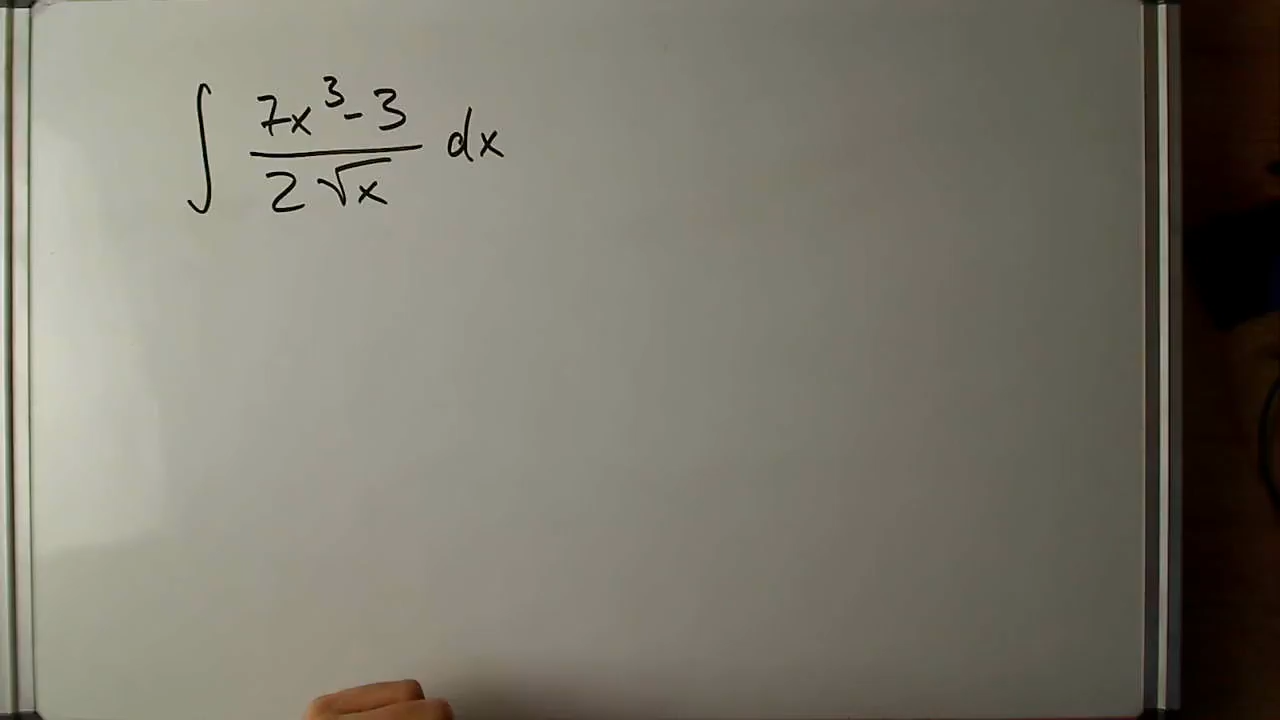 ∫ (7x³ - 3)/(2√x) dx